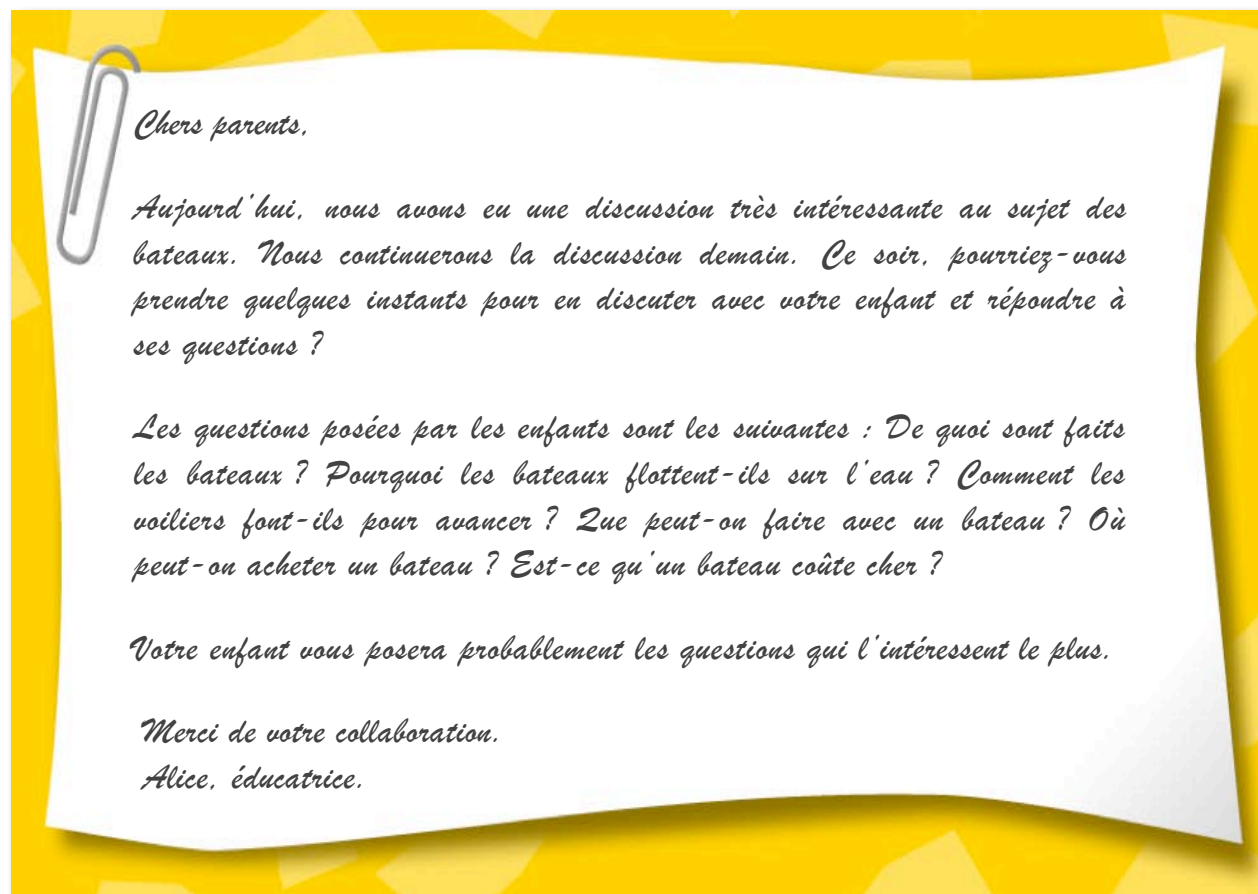 Chers parents,
Aujourd'hui, nous avons eu une discussion très intéressante au sujet des
bateaux. Nous continuerons la discussion demain. Ce soir, pourriez-vous
prendre quelques instants pour en discuter avec votre enfant et répondre à
ses questions ?
Les questions posées par les enfants sont les suivantes : De quoi sont faits
les bateaux ? Pourquoi les bateaux flottent-ils sur l'eau ? Comment les
voiliers font-ils pour avancer ? Que peut-on faire avec un bateau ? Où
peut-on acheter un bateau ? Est-ce qu'un bateau coûte cher ?
Votre enfant vous posera probablement les questions qui l'intéressent le plus.
Merci de votre collaboration.
Alice, éducatrice.